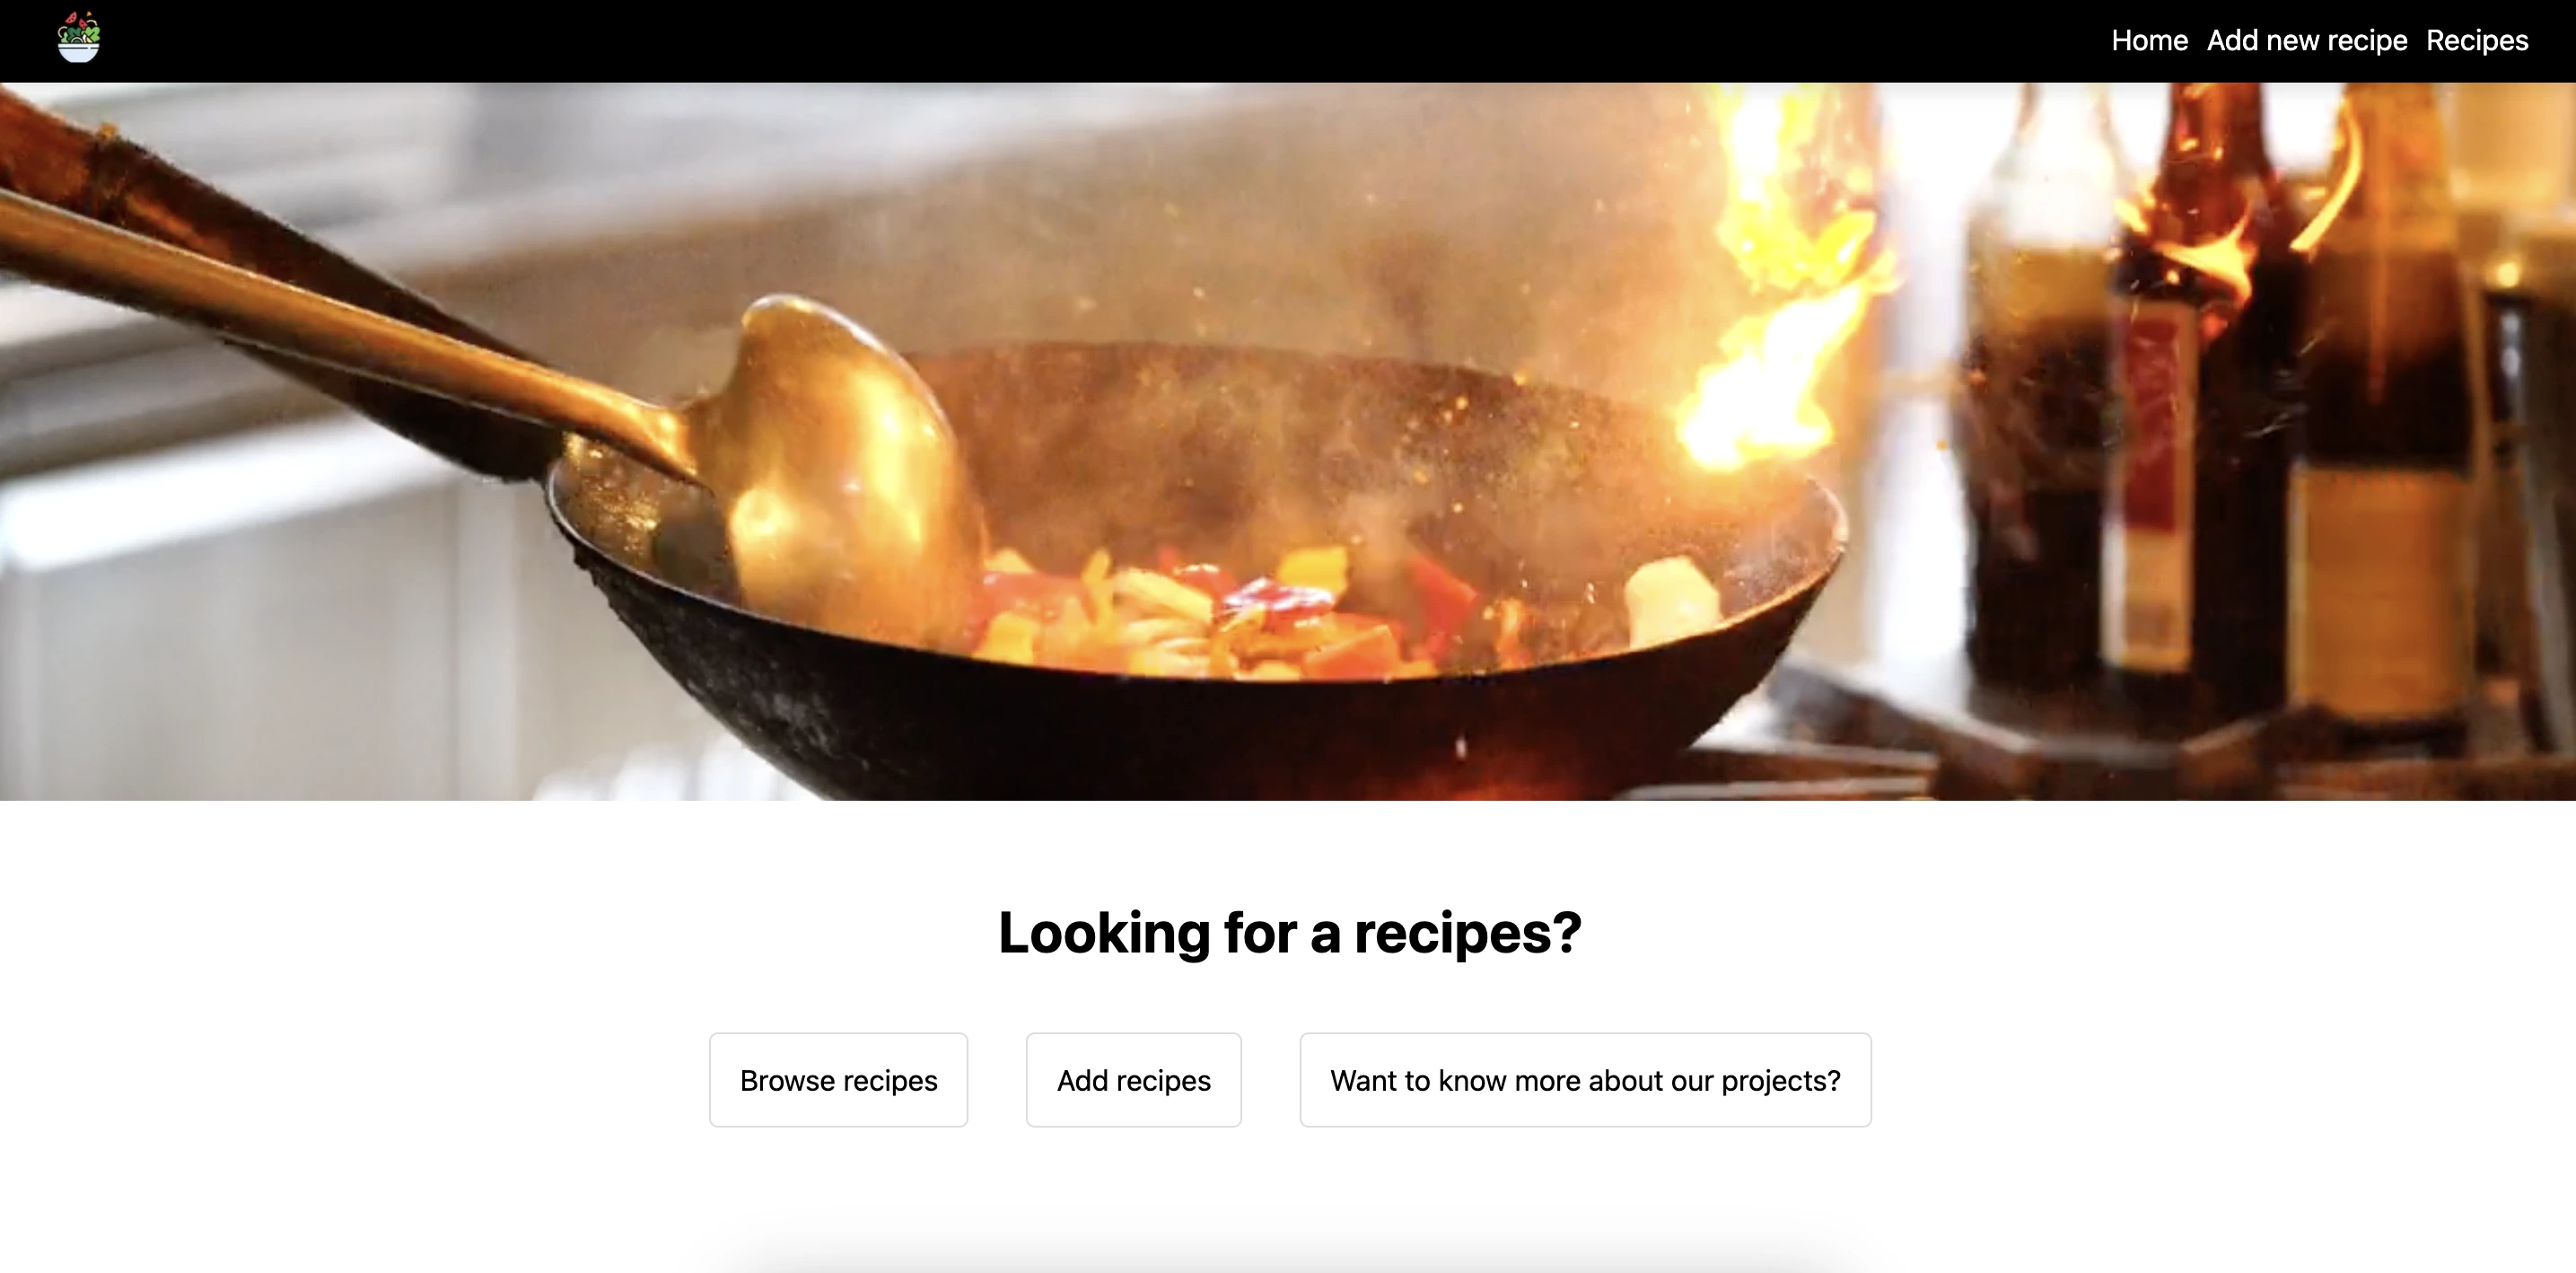 Home Add new recipe Recipes
Looking for a recipes?
Browse recipes
Add recipes
Want to know more about our projects?